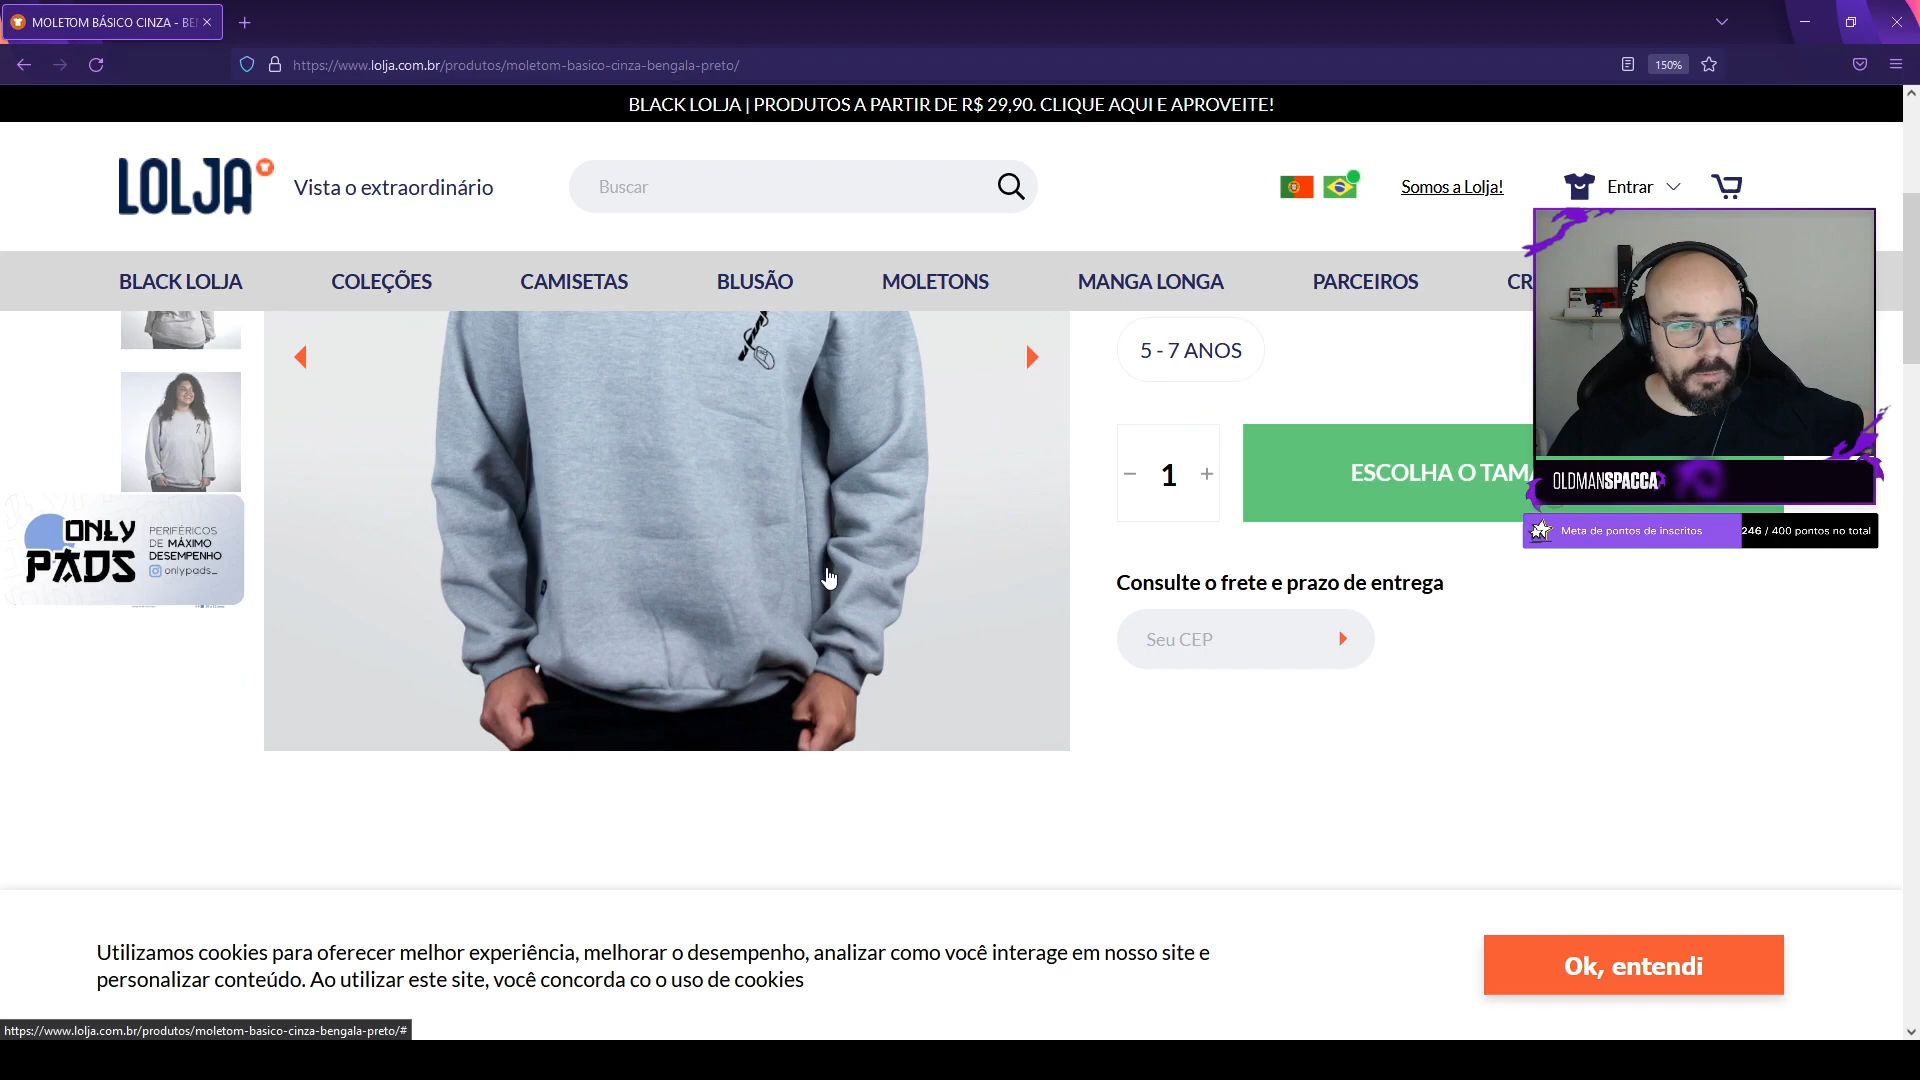 MOLETOM BÁSICO CINZA - BEN
https://www.lolja.com.br/produtos/moletom-basico-cinza-bengala-preto/
150%
BLACK LOLJA | PRODUTOS A PARTIR DE R$ 29,90. CLIQUE AQUI E APROVEITE!
LOLJA
Vista o extraordinário
Buscar
Somos a Lolja!
Entrar
BLACK LOLJA
COLEÇÕES
CAMISETAS
BLUSÃO
MOLETONS
MANGA LONGA
PARCEIROS
CR
5 - 7 ANOS
1
ESCOLHA O TAMA
OLDMANSPACCA
Meta de pontos de inscritos
246 / 400 pontos no total
ONLY
PADS
PERIFÉRICOS
DE MÁXIMO
DESEMPENHO
onlypads_
Consulte o frete e prazo de entrega
Seu CEP
Utilizamos cookies para oferecer melhor experiência, melhorar o desempenho, analizar como você interage em nosso site e
personalizar conteúdo. Ao utilizar este site, você concorda co o uso de cookies
Ok, entendi
https://www.lolja.com.br/produtos/moletom-basico-cinza-bengala-preto/#